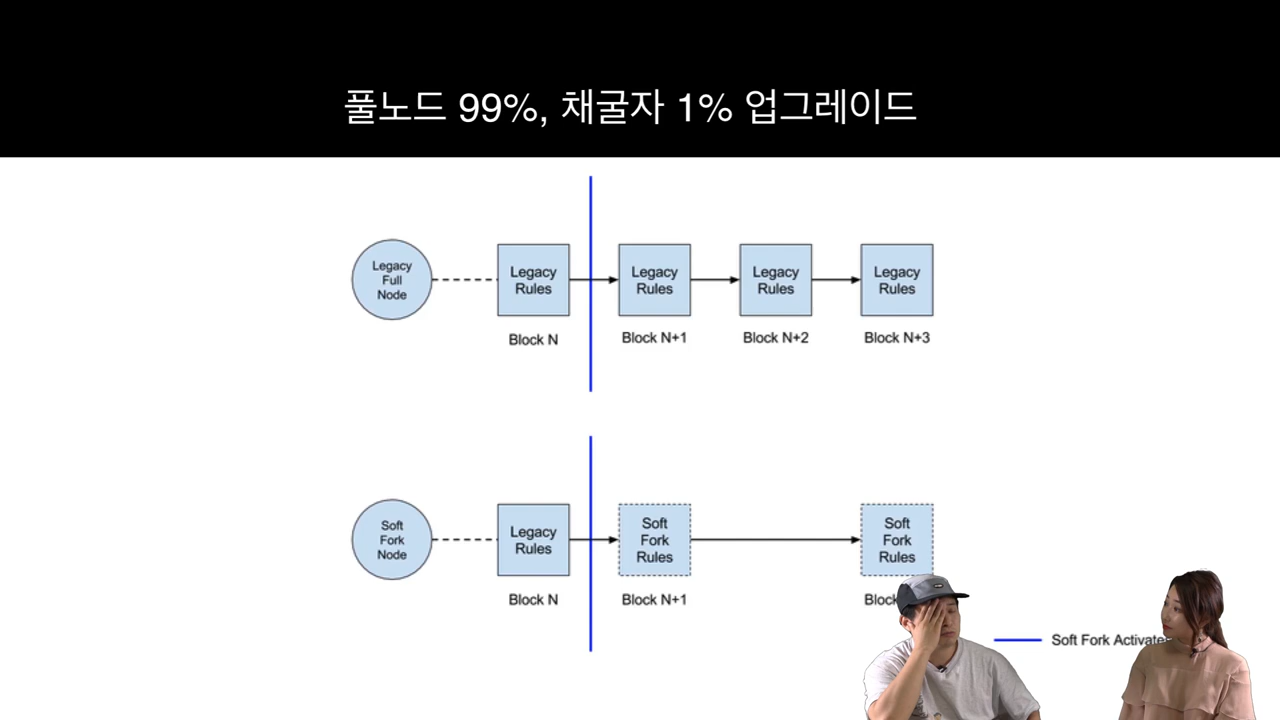 풀노드 99%, 채굴자 1% 업그레이드
Legacy
Full
Node
Legacy
Rules
Legacy
Rules
Legacy
Rules
Legacy
Rules
Block N
Block N+1
Block N+2
Block N+3
Soft
Fork
Node
Legacy
Rules
Soft
Fork
Rules
Soft
Fork
Rules
Block N
Block N+1
Block
Soft Fork Activates